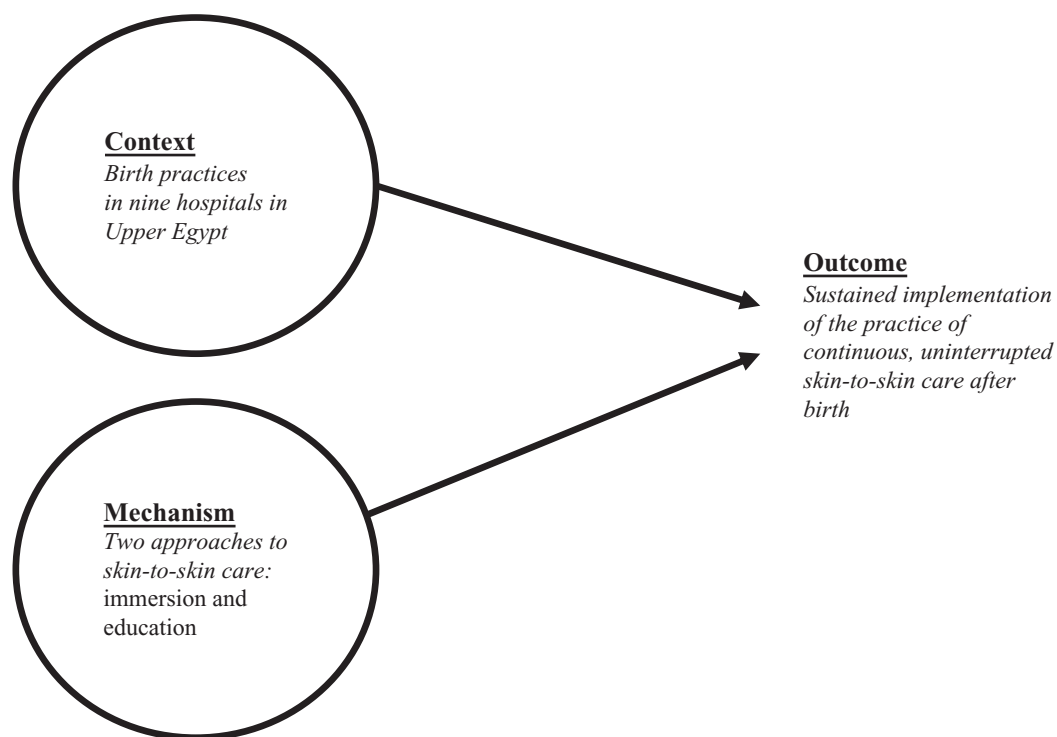 Context
Birth practices
in nine hospitals in
Upper Egypt
Outcome
Sustained implementation
of the practice of
continuous, uninterrupted
skin-to-skin care after
birth
Mechanism
Two approaches to
skin-to-skin care:
immersion and
education